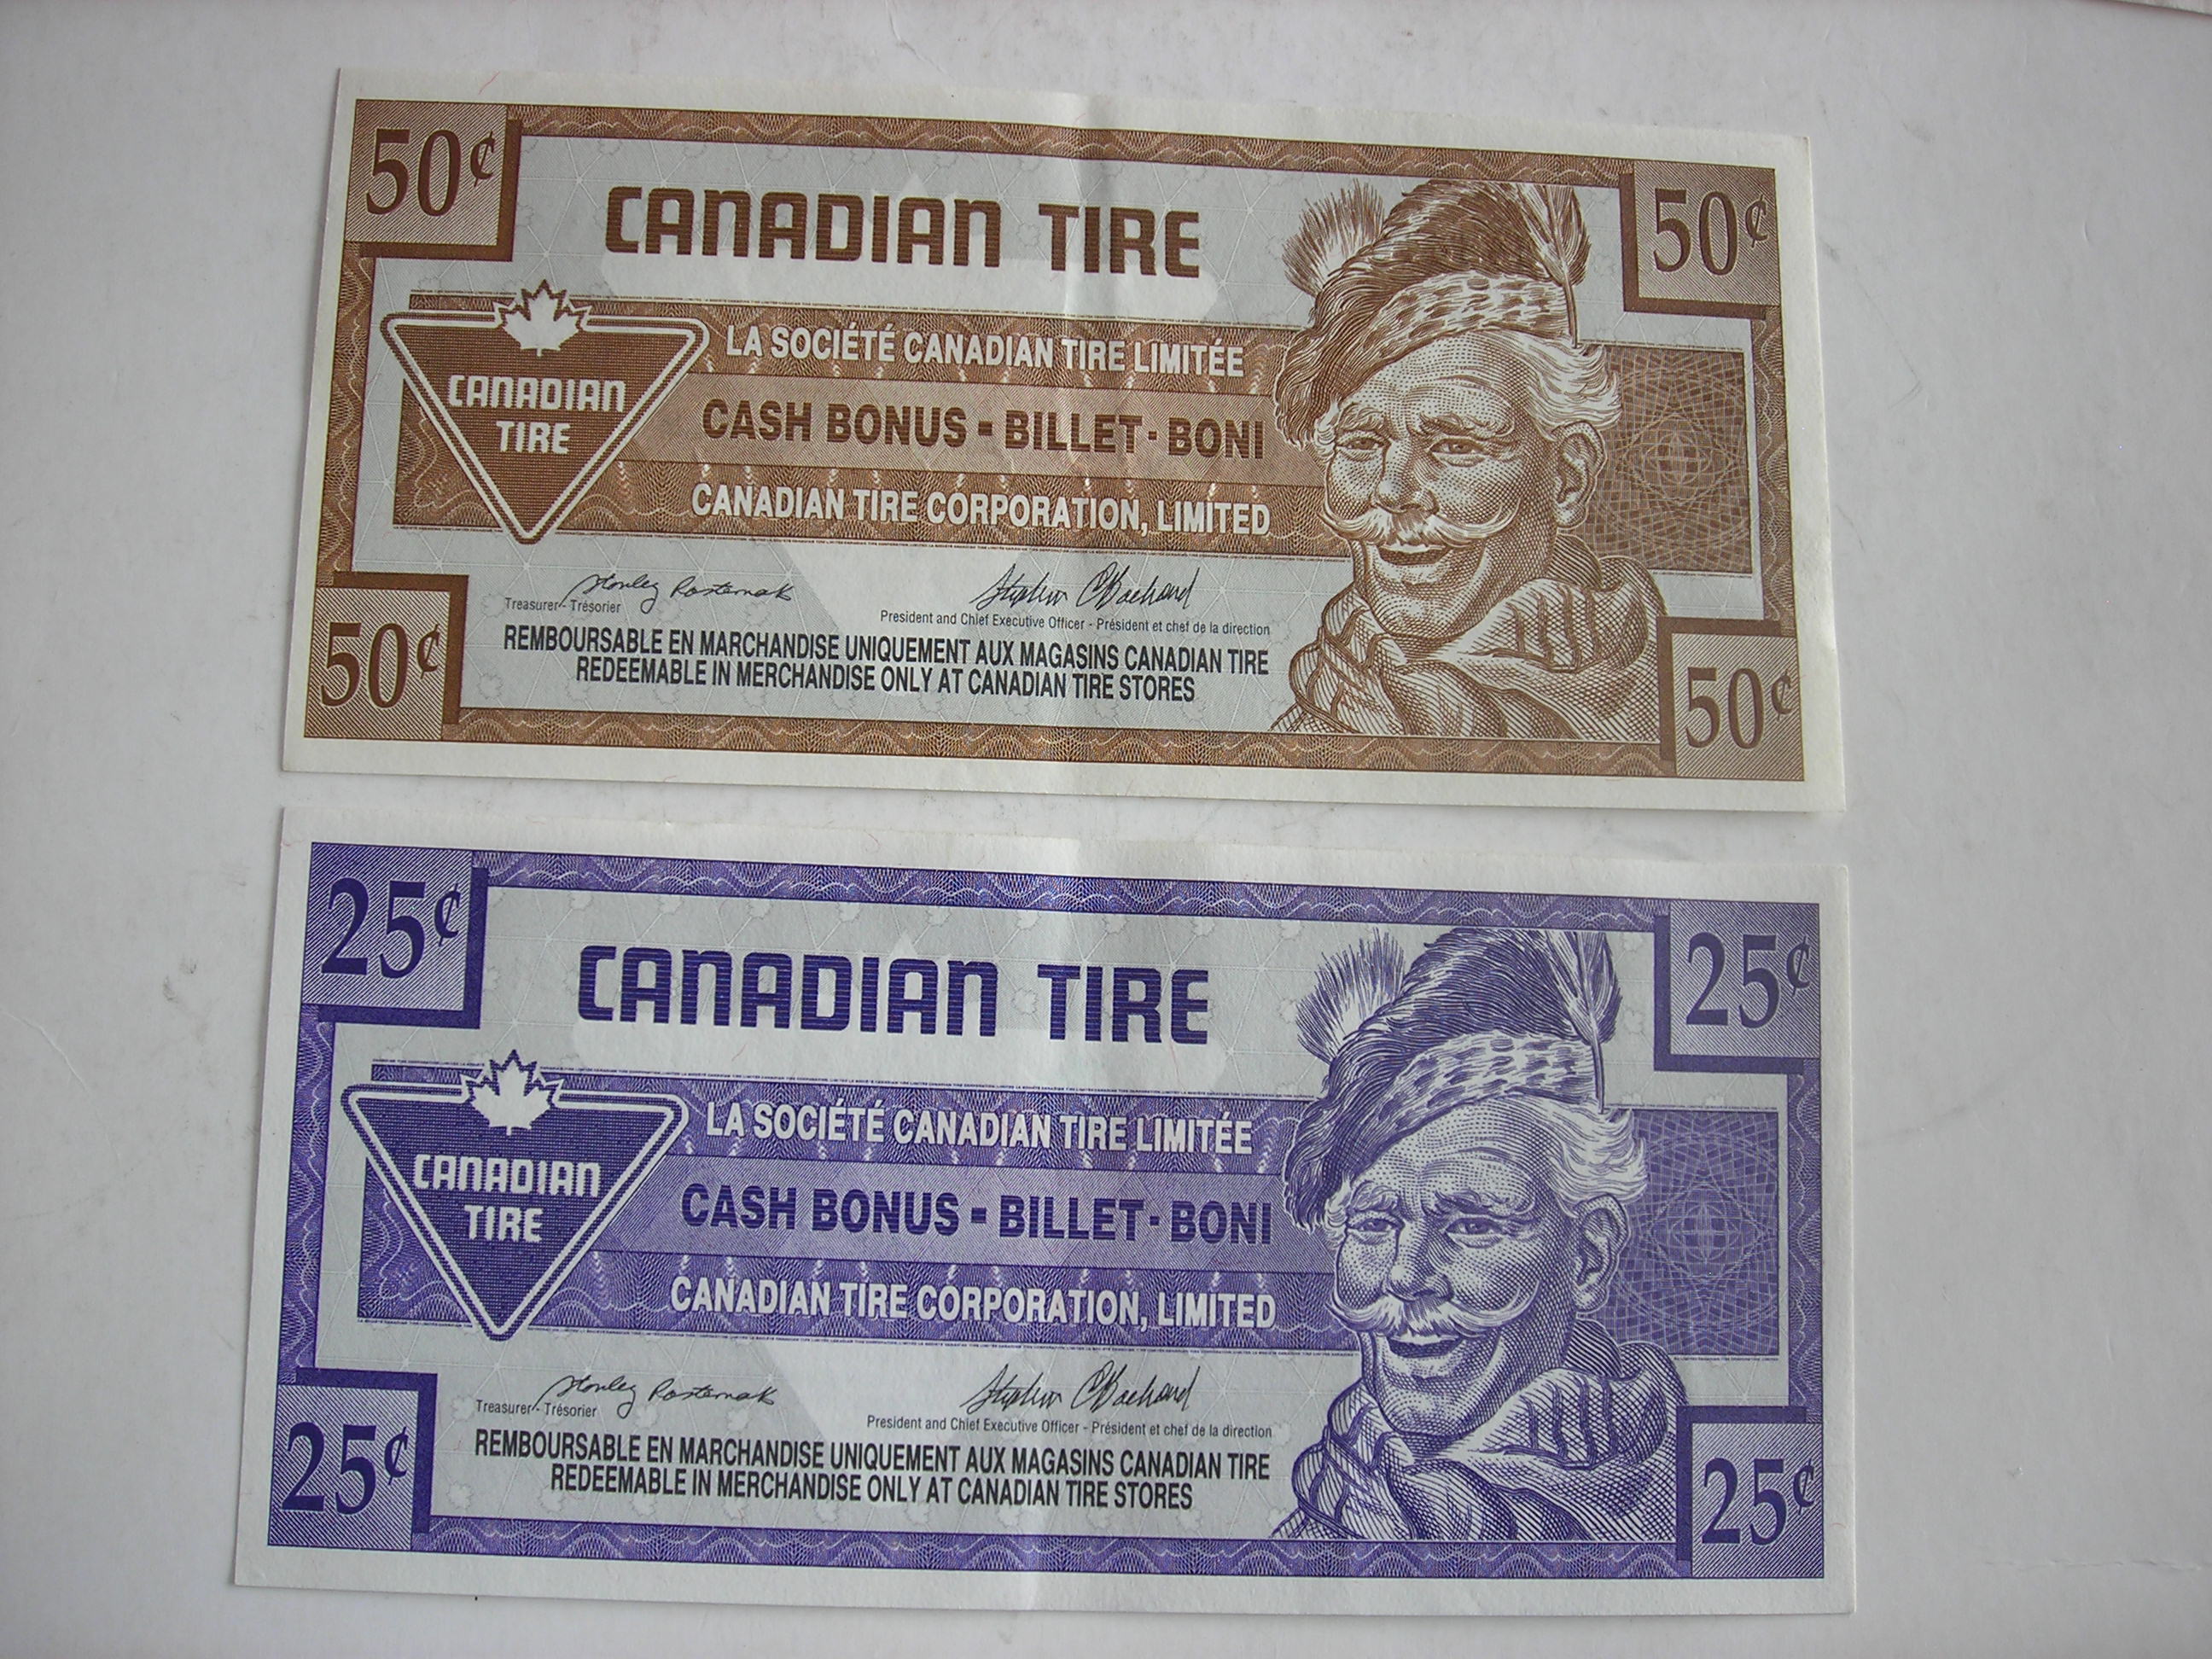 50¢
50¢
CANADIAN TIRE
CANADIAN
TIRE
LA SOCIÉTÉ CANADIAN TIRE LIMITÉE
CASH BONUS - BILLET - BONI
CANADIAN TIRE CORPORATION, LIMITED
Treasurer - Trésorier
President and Chief Executive Officer - Président et chef de la direction
REMBOURSABLE EN MARCHANDISE UNIQUEMENT AUX MAGASINS CANADIAN TIRE
REDEEMABLE IN MERCHANDISE ONLY AT CANADIAN TIRE STORES
50¢
50¢
25¢
25¢
CANADIAN TIRE
CANADIAN
TIRE
LA SOCIÉTÉ CANADIAN TIRE LIMITÉE
CASH BONUS - BILLET - BONI
CANADIAN TIRE CORPORATION, LIMITED
Treasurer - Trésorier
President and Chief Executive Officer - Président et chef de la direction
REMBOURSABLE EN MARCHANDISE UNIQUEMENT AUX MAGASINS CANADIAN TIRE
REDEEMABLE IN MERCHANDISE ONLY AT CANADIAN TIRE STORES
25¢
25¢